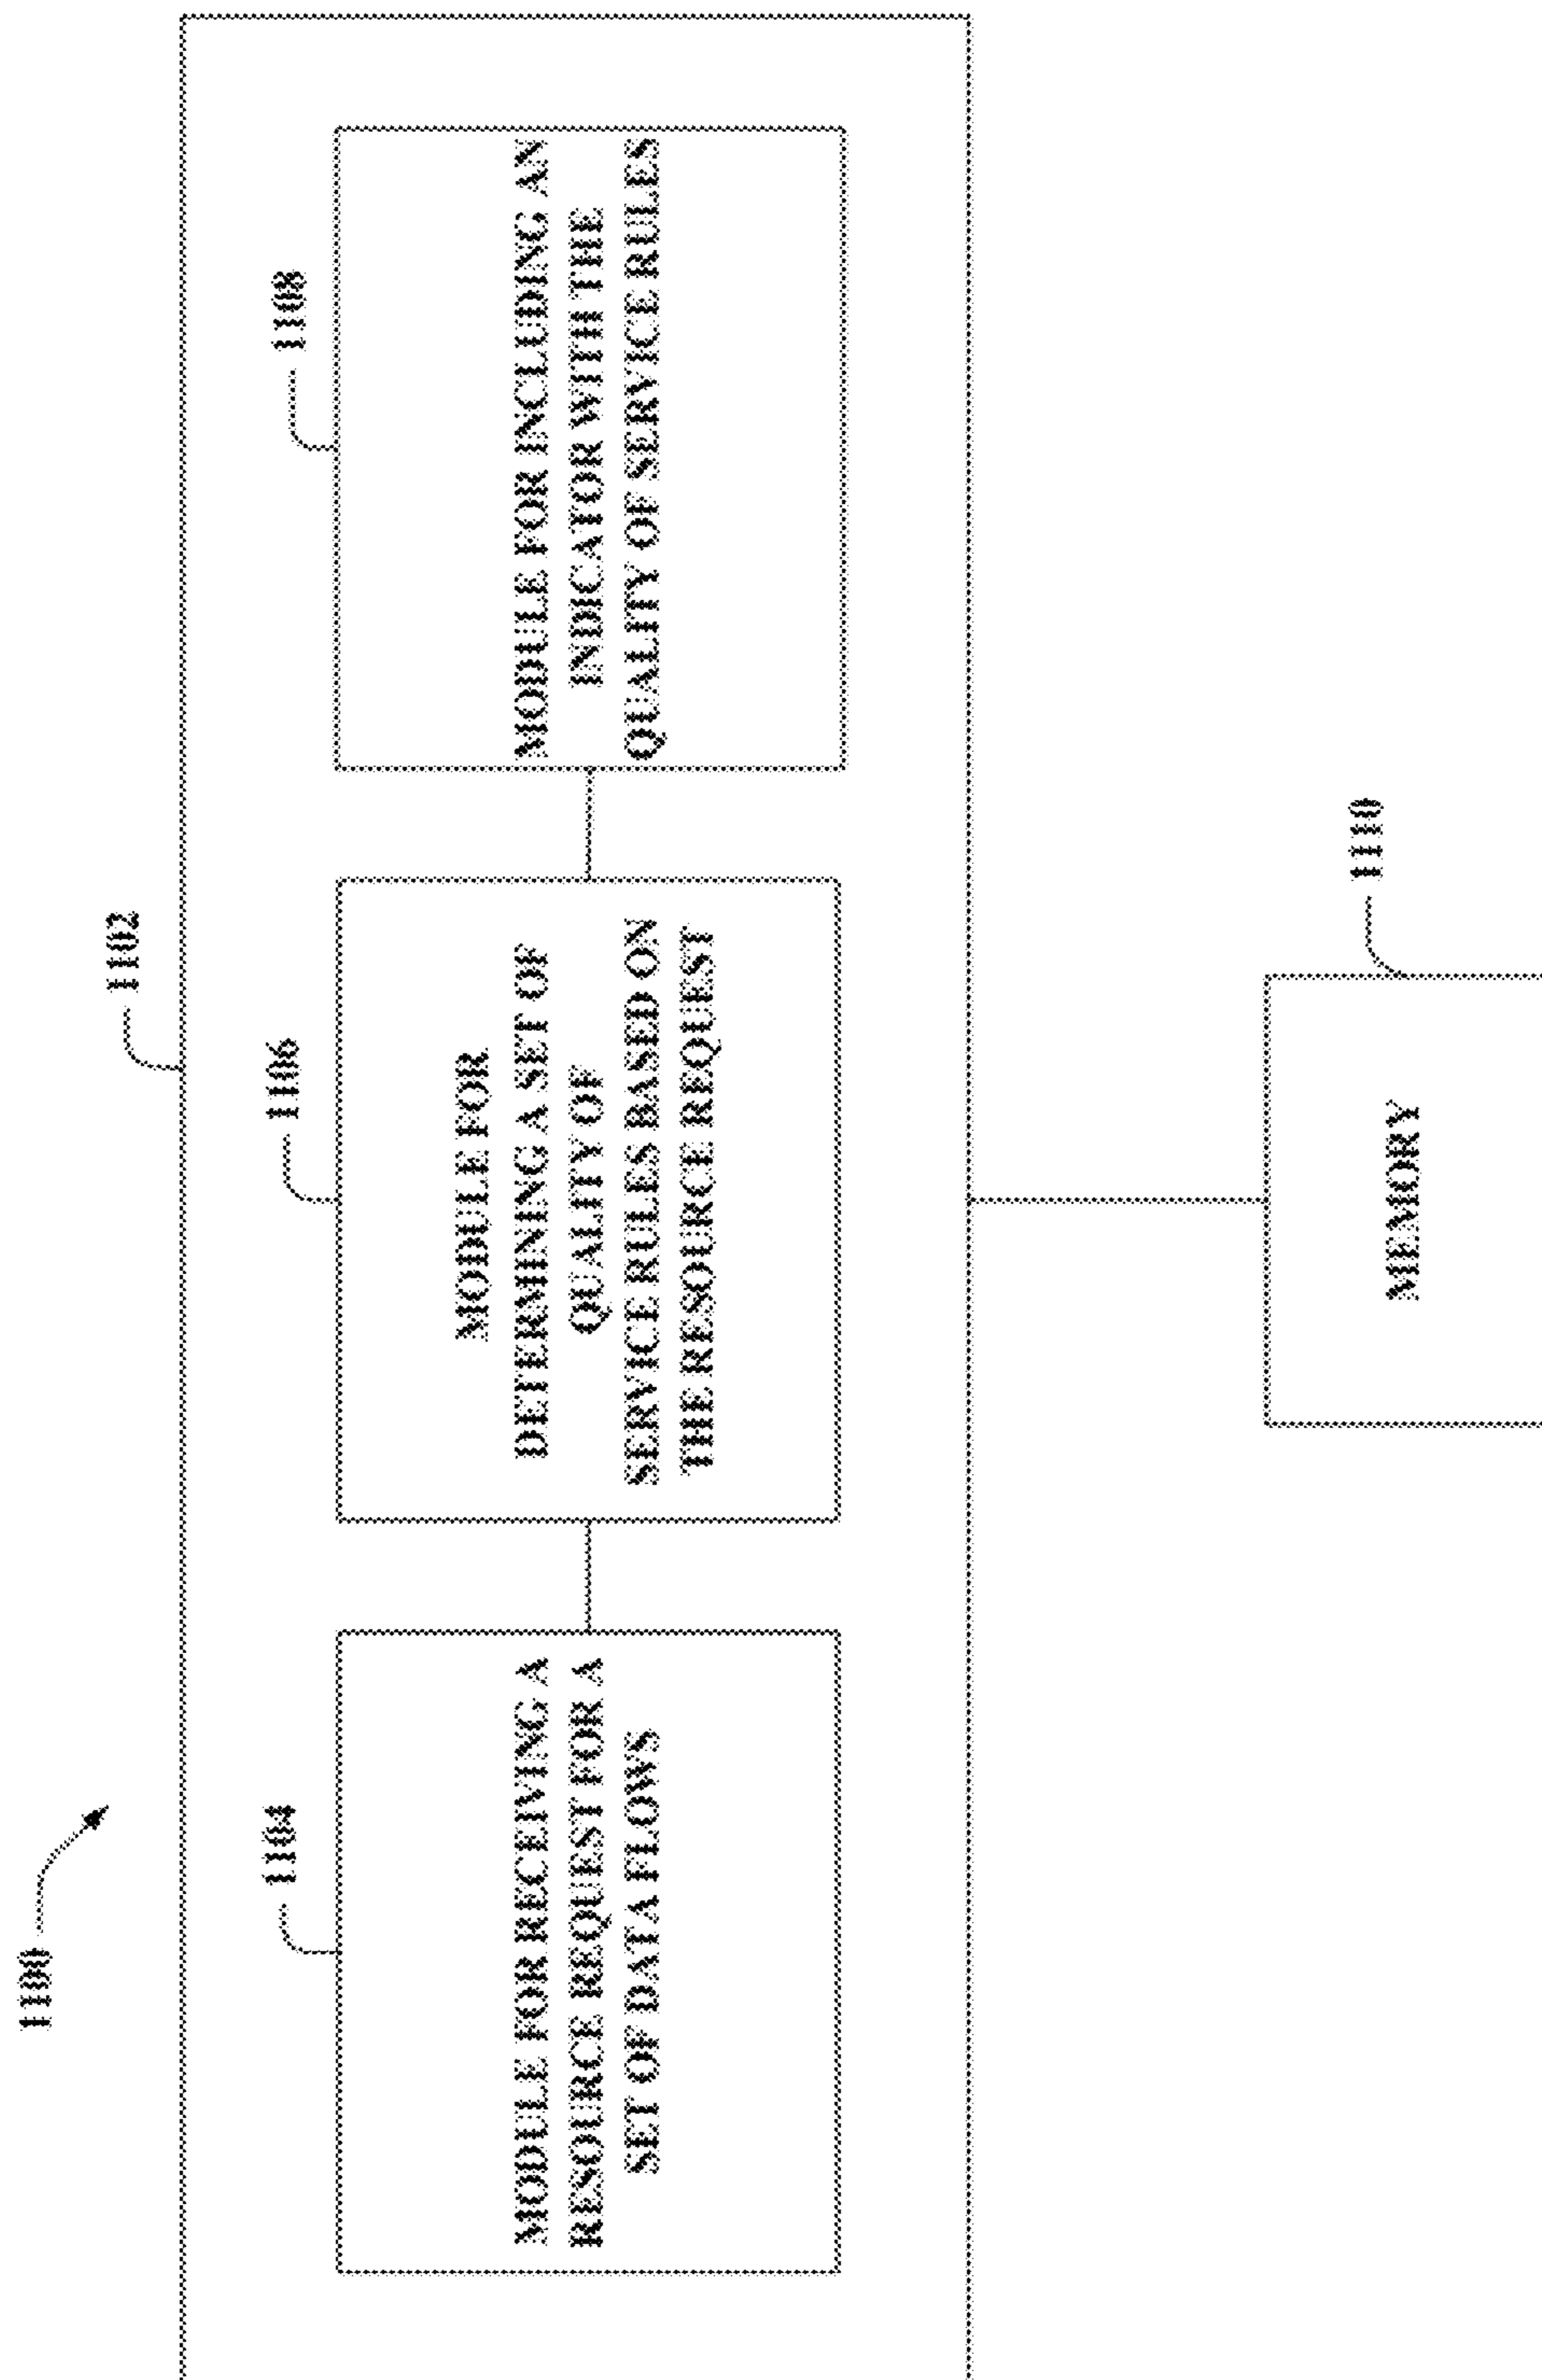 1100
1102
1104
MODULE FOR RECEIVING A
RESOURCE REQUEST FOR A
SET OF DATA FLOWS
1106
MODULE FOR
DETERMINING A SET OF
QUALITY OF
SERVICE RULES BASED ON
THE RESOURCE REQUEST
1108
MODULE FOR INCLUDING AN
INDICATOR WITH THE
QUALITY OF SERVICE RULES
1110
MEMORY